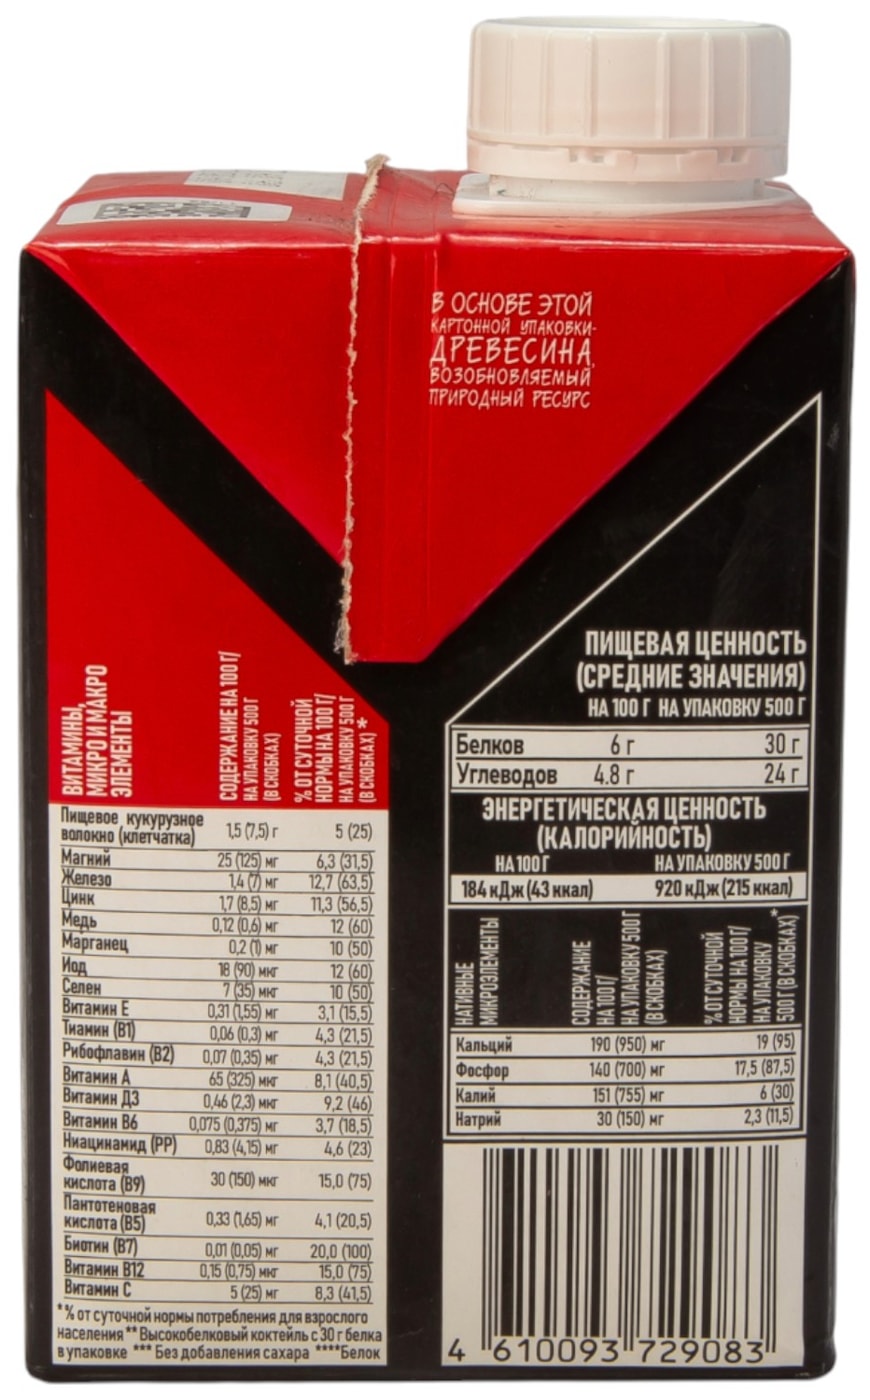 В ОСНОВЕ ЭТОЙ
КАРТОННОЙ УПАКОВКИ-
ДРЕВЕСИНА,
ВОЗОБНОВЛЯЕМЫЙ
ПРИРОДНЫЙ РЕСУРС
ВИТАМИНЫ,
МИКРО И МАКРО
ЭЛЕМЕНТЫ
СОДЕРЖАНИЕ НА 100 Г/
НА УПАКОВКУ 500 Г
(В СКОБКАХ)
% ОТ СУТОЧНОЙ
НОРМЫ НА 100 Г/
НА УПАКОВКУ 500 Г
(В СКОБКАХ) *
Пищевое кукурузное
волокно (клетчатка) 1,5 (7,5) г 5 (25)
Магний 25 (125) мг 6,3 (31,5)
Железо 1,4 (7) мг 12,7 (63,5)
Цинк 1,7 (8,5) мг 11,3 (56,5)
Медь 0,12 (0,6) мг 12 (60)
Марганец 0,2 (1) мг 10 (50)
Иод 18 (90) мкг 12 (60)
Селен 7 (35) мкг 10 (50)
Витамин Е 0,31 (1,55) мг 3,1 (15,5)
Тиамин (В1) 0,06 (0,3) мг 4,3 (21,5)
Рибофлавин (В2) 0,07 (0,35) мг 4,3 (21,5)
Витамин А 65 (325) мкг 8,1 (40,5)
Витамин Д3 0,46 (2,3) мкг 9,2 (46)
Витамин В6 0,075 (0,375) мг 3,7 (18,5)
Ниацинамид (РР) 0,83 (4,15) мг 4,6 (23)
Фолиевая
кислота (В9) 30 (150) мкг 15,0 (75)
Пантотеновая
кислота (В5) 0,33 (1,65) мг 4,1 (20,5)
Биотин (В7) 0,01 (0,05) мг 20,0 (100)
Витамин В12 0,15 (0,75) мкг 15,0 (75)
Витамин С 5 (25) мг 8,3 (41,5)
*% от суточной нормы потребления для взрослого
населения **Высокобелковый коктейль с 30 г белка
в упаковке *** Без добавления сахара ****Белок
ПИЩЕВАЯ ЦЕННОСТЬ
(СРЕДНИЕ ЗНАЧЕНИЯ)
НА 100 Г НА УПАКОВКУ 500 Г
Белков 6 г 30 г
Углеводов 4.8 г 24 г
ЭНЕРГЕТИЧЕСКАЯ ЦЕННОСТЬ
(КАЛОРИЙНОСТЬ)
НА 100 Г НА УПАКОВКУ 500 Г
184 кДж (43 ккал) 920 кДж (215 ккал)
НАТИВНЫЕ
МИКРОЭЛЕМЕНТЫ
СОДЕРЖАНИЕ
НА 100 Г/
НА УПАКОВКУ 500 Г
(В СКОБКАХ)
% ОТ СУТОЧНОЙ
НОРМЫ НА 100 Г/
НА УПАКОВКУ
500 Г (В СКОБКАХ) *
Кальций 190 (950) мг 19 (95)
Фосфор 140 (700) мг 17,5 (87,5)
Калий 151 (755) мг 6 (30)
Натрий 30 (150) мг 2,3 (11,5)
4 610093 729083